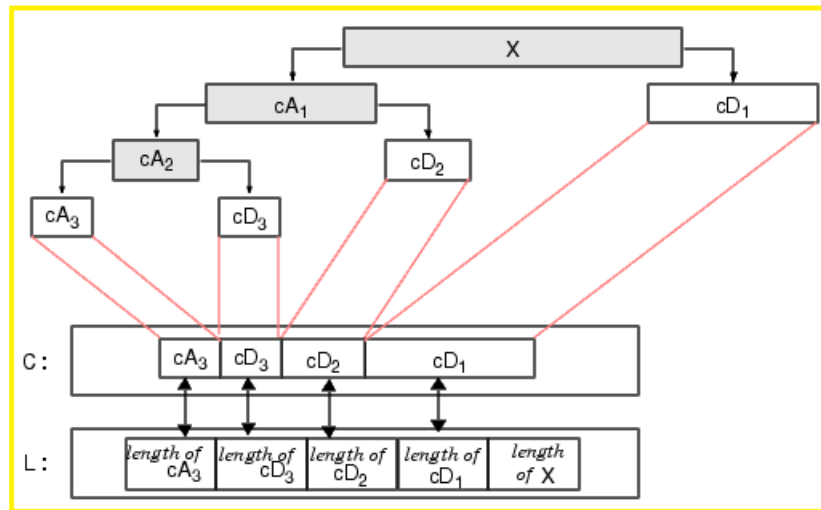 X
cA₁
cD₁
cA₂
cD₂
cA₃
cD₃
C: cA₃ cD₃ cD₂ cD₁
length of length of length of length of length
L: cA₃ cD₃ cD₂ cD₁ of X